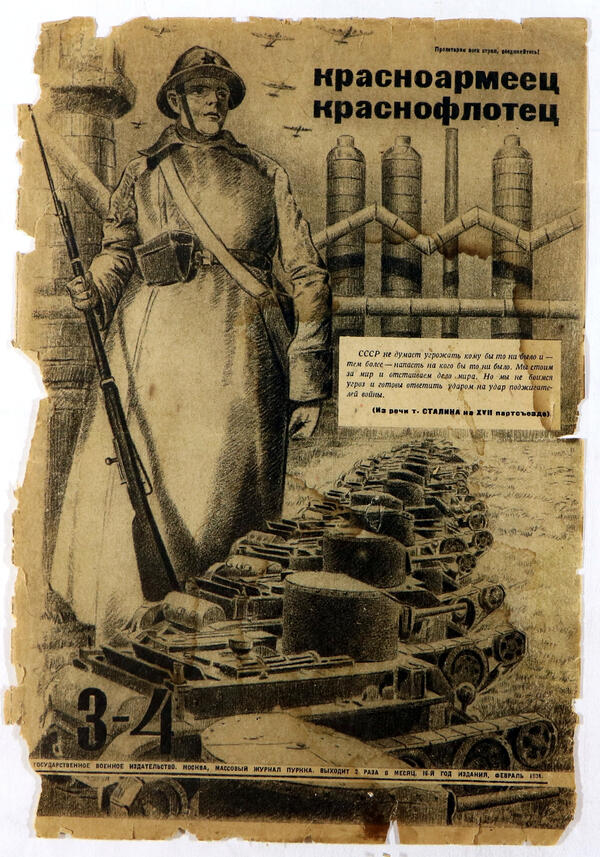 Пролетарии всех стран, соединяйтесь!
красноармеец
краснофлотец
СССР не думает угрожать кому бы то ни было и —
тем более — напасть на кого бы то ни было. Мы стоим
за мир и отстаиваем дело мира. Но мы не боимся
угроз и готовы ответить ударом на удар поджигате-
лей войны.
(Из речи т. СТАЛИНА на XVII партсъезде)
3-4
ГОСУДАРСТВЕННОЕ ВОЕННОЕ ИЗДАТЕЛЬСТВО. МОСКВА, МАССОВЫЙ ЖУРНАЛ ПУРККА. ВЫХОДИТ 2 РАЗА В МЕСЯЦ. 16-Й ГОД ИЗДАНИЯ, ФЕВРАЛЬ 1934.